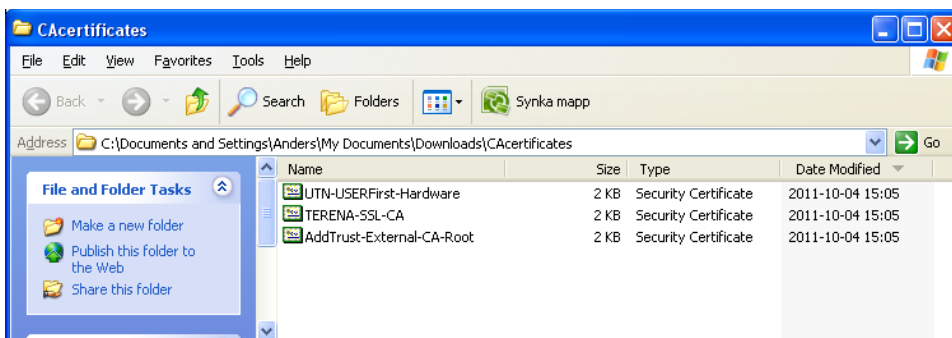 CAcertificates
File Edit View Favorites Tools Help
Back Search Folders Synka mapp
Address C:\Documents and Settings\Anders\My Documents\Downloads\CAcertificates Go
File and Folder Tasks
Make a new folder
Publish this folder to
the Web
Share this folder
Name Size Type Date Modified
UTN-USERFirst-Hardware 2 KB Security Certificate 2011-10-04 15:05
TERENA-SSL-CA 2 KB Security Certificate 2011-10-04 15:05
AddTrust-External-CA-Root 2 KB Security Certificate 2011-10-04 15:05